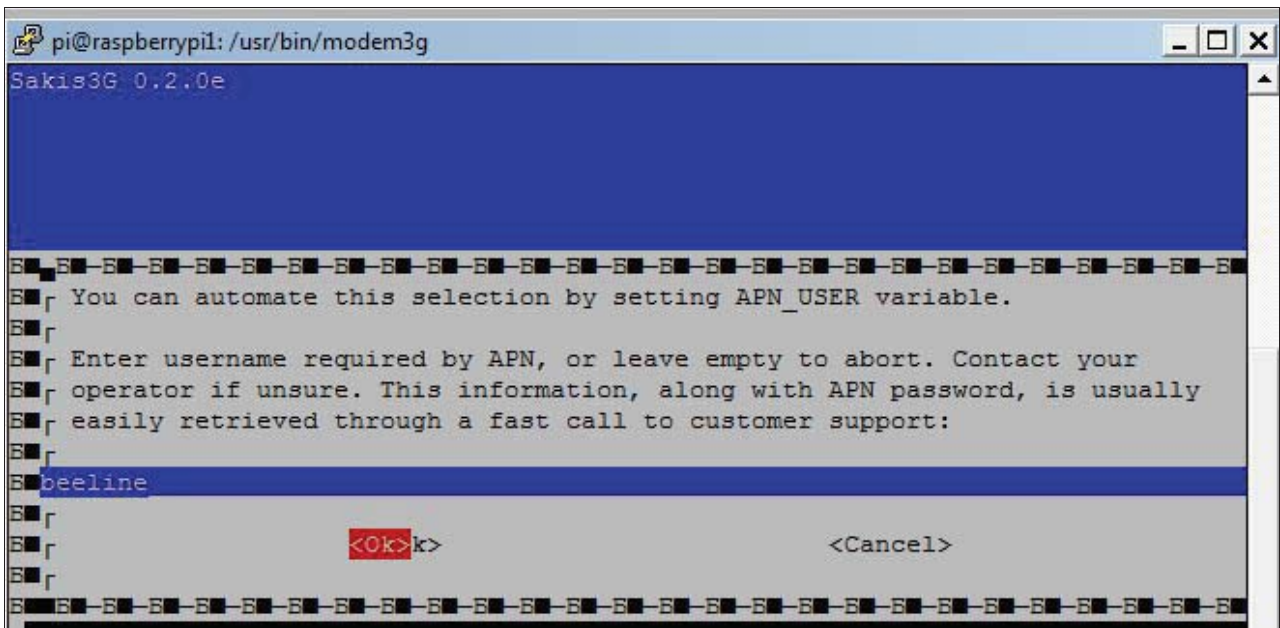 pi@raspberrypi1: /usr/bin/modem3g
Sakis3G 0.2.0e
Б■▄Б■─Б■─Б■─Б■─Б■─Б■─Б■─Б■─Б■─Б■─Б■─Б■─Б■─Б■─Б■─Б■─Б■─Б■─Б■─Б■─Б■─Б■─Б■─Б■─Б■─Б■
Б■┌ You can automate this selection by setting APN_USER variable.
Б■┌
Б■┌ Enter username required by APN, or leave empty to abort. Contact your
Б■┌ operator if unsure. This information, along with APN password, is usually
Б■┌ easily retrieved through a fast call to customer support:
Б■┌
Б■beeline
Б■┌
Б■┌ <Ok>k> <Cancel>
Б■┌
Б■■Б■─Б■─Б■─Б■─Б■─Б■─Б■─Б■─Б■─Б■─Б■─Б■─Б■─Б■─Б■─Б■─Б■─Б■─Б■─Б■─Б■─Б■─Б■─Б■─Б■─Б■